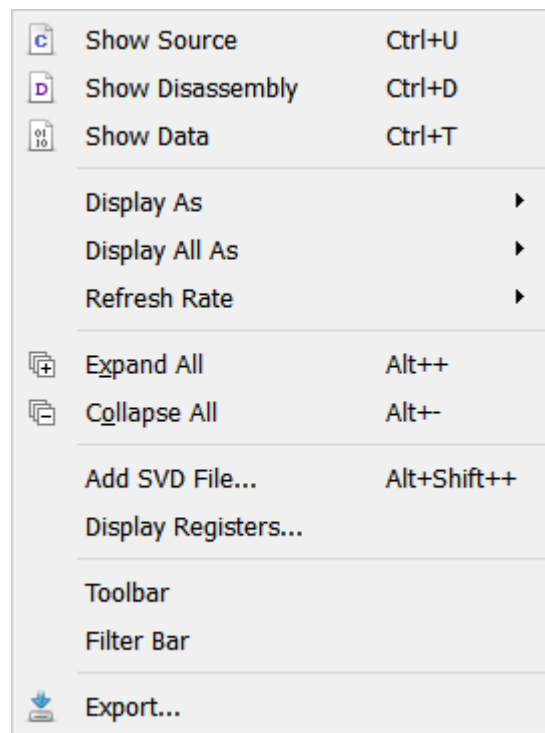 Show Source Ctrl+U
Show Disassembly Ctrl+D
Show Data Ctrl+T
Display As
Display All As
Refresh Rate
Expand All Alt++
Collapse All Alt+-
Add SVD File... Alt+Shift++
Display Registers...
Toolbar
Filter Bar
Export...